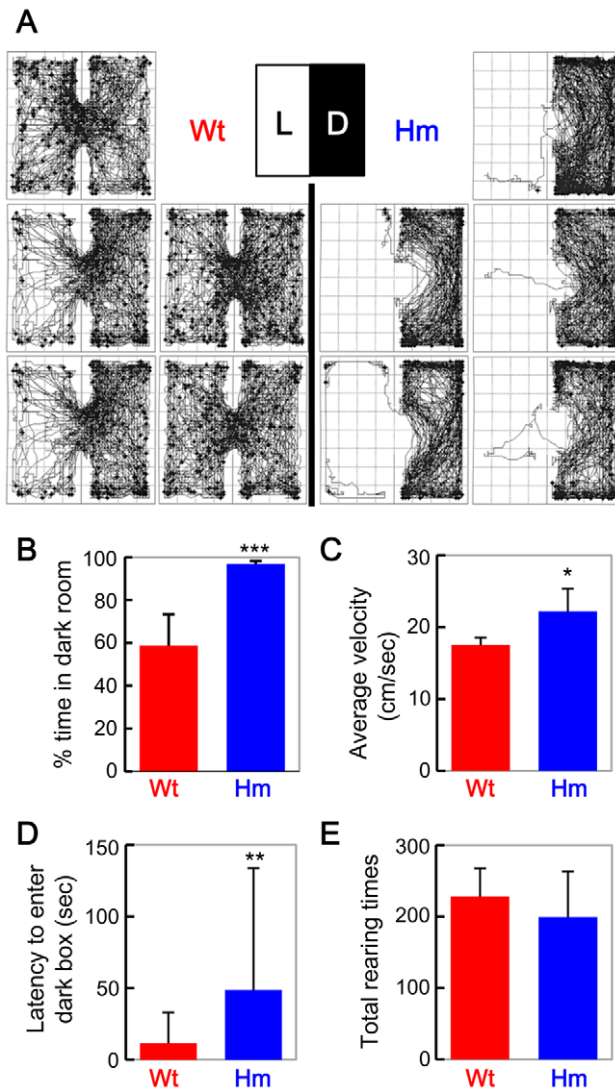 A
Wt
L
D
Hm
B
***
% time in dark room
100
80
60
40
20
0
Wt
Hm
C
*
Average velocity
(cm/sec)
30
20
10
0
Wt
Hm
D
**
Latency to enter
dark box (sec)
150
100
50
0
Wt
Hm
E
Total rearing times
300
200
100
0
Wt
Hm